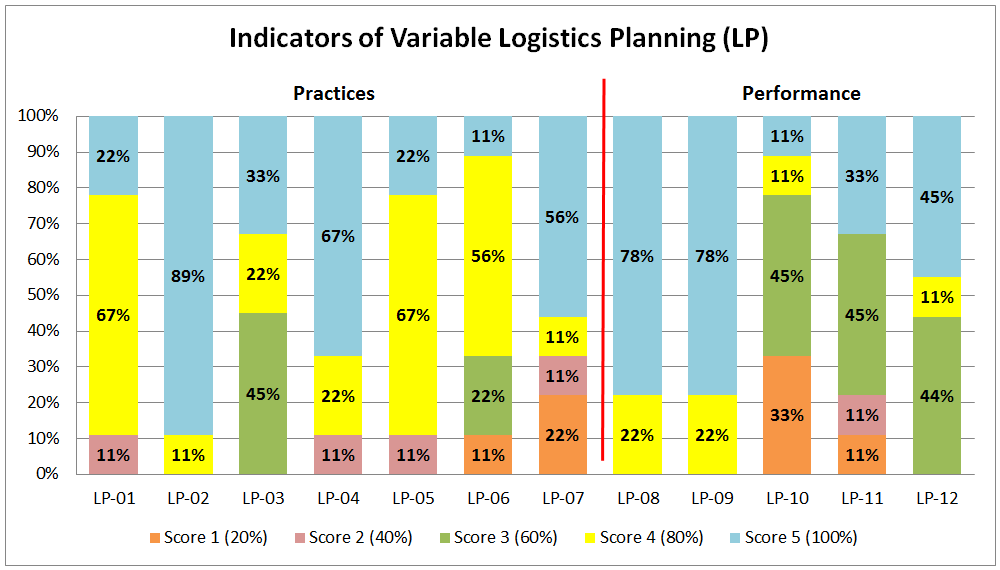 Indicators of Variable Logistics Planning (LP)
Practices Performance
100%
90%
80%
70%
60%
50%
40%
30%
20%
10%
0%
22% 67% 11%
89% 11%
33% 22% 45%
67% 22% 11%
22% 67% 11%
11% 56% 22% 11%
56% 11% 11% 22%
78% 22%
78% 22%
11% 11% 45% 33%
33% 45% 11% 11%
45% 11% 44%
LP-01 LP-02 LP-03 LP-04 LP-05 LP-06 LP-07 LP-08 LP-09 LP-10 LP-11 LP-12
Score 1 (20%) Score 2 (40%) Score 3 (60%) Score 4 (80%) Score 5 (100%)